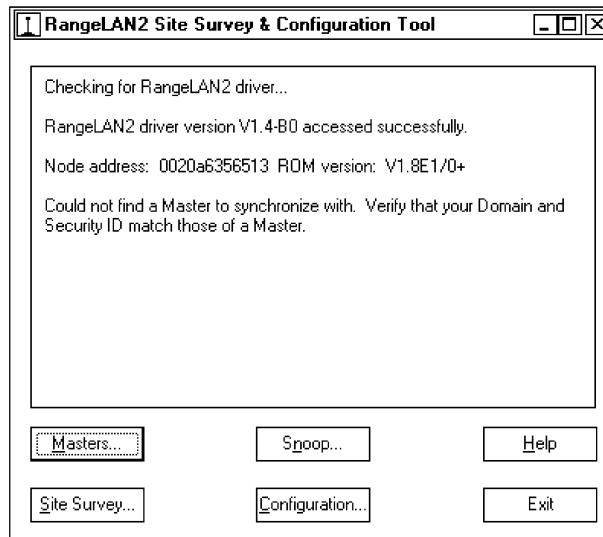 RangeLAN2 Site Survey & Configuration Tool
Checking for RangeLAN2 driver...
RangeLAN2 driver version V1.4-B0 accessed successfully.
Node address:  0020a6356513  ROM version:  V1.8E1/0+
Could not find a Master to synchronize with.  Verify that your Domain and
Security ID match those of a Master.
Masters...
Snoop...
Help
Site Survey...
Configuration...
Exit